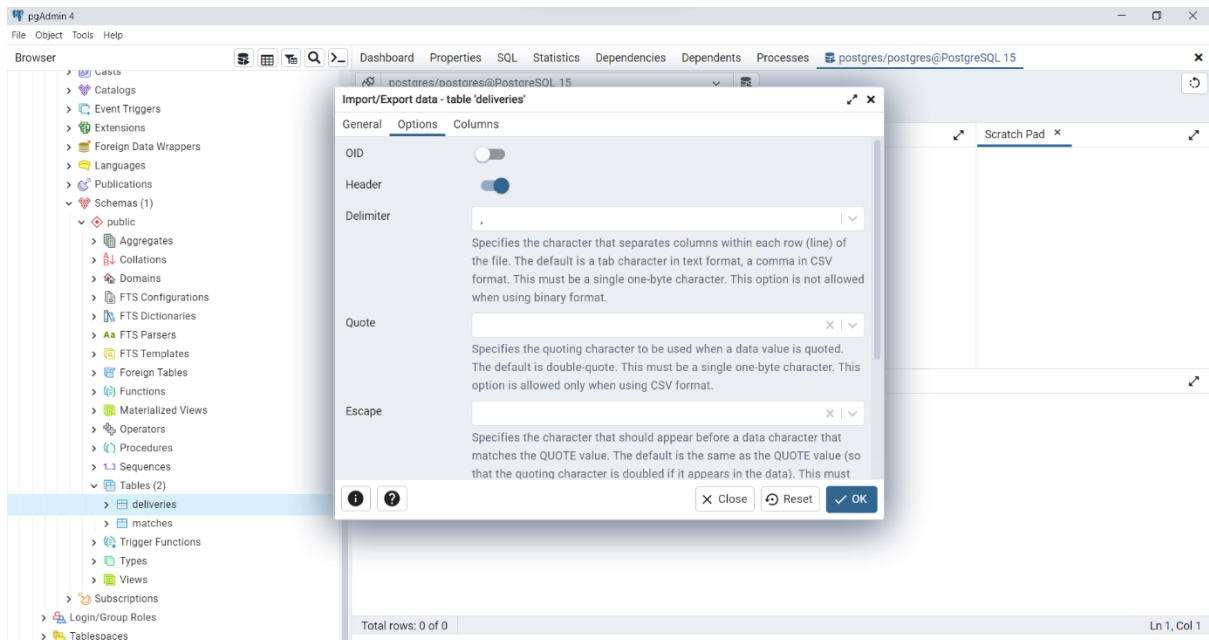 pgAdmin 4
File Object Tools Help
Browser
Dashboard Properties SQL Statistics Dependencies Dependents Processes postgres/postgres@PostgreSQL 15
Casts
Catalogs
Event Triggers
Extensions
Foreign Data Wrappers
Languages
Publications
Schemas (1)
public
Aggregates
Collations
Domains
FTS Configurations
FTS Dictionaries
Aa FTS Parsers
FTS Templates
Foreign Tables
Functions
Materialized Views
Operators
Procedures
1..3 Sequences
Tables (2)
deliveries
matches
Trigger Functions
Types
Views
Subscriptions
Login/Group Roles
Tablespaces
postgres/postgres@PostgreSQL 15
Import/Export data - table 'deliveries'
General Options Columns
OID
Header
Delimiter
,
Specifies the character that separates columns within each row (line) of
the file. The default is a tab character in text format, a comma in CSV
format. This must be a single one-byte character. This option is not allowed
when using binary format.
Quote
Specifies the quoting character to be used when a data value is quoted.
The default is double-quote. This must be a single one-byte character. This
option is allowed only when using CSV format.
Escape
Specifies the character that should appear before a data character that
matches the QUOTE value. The default is the same as the QUOTE value (so
that the quoting character is doubled if it appears in the data). This must
Close Reset OK
Scratch Pad
Total rows: 0 of 0
Ln 1, Col 1